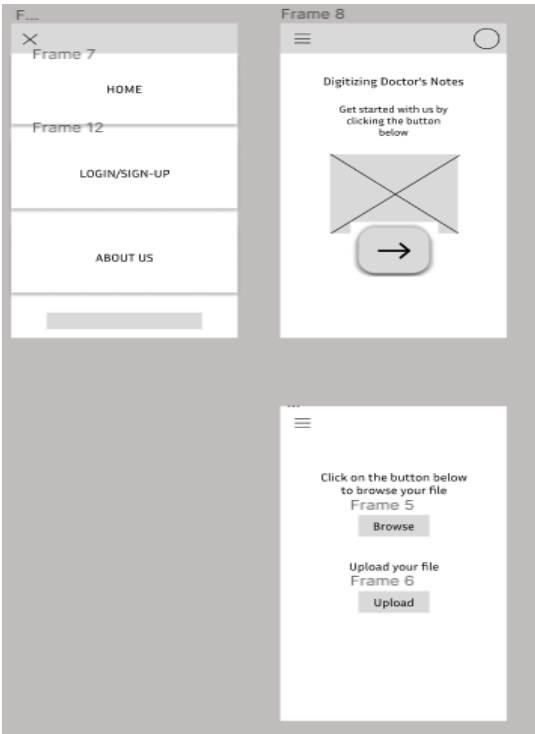 F...
Frame 7
HOME
Frame 12
LOGIN/SIGN-UP
ABOUT US
Frame 8
Digitizing Doctor's Notes
Get started with us by
clicking the button
below
...
Click on the button below
to browse your file
Frame 5
Browse
Upload your file
Frame 6
Upload